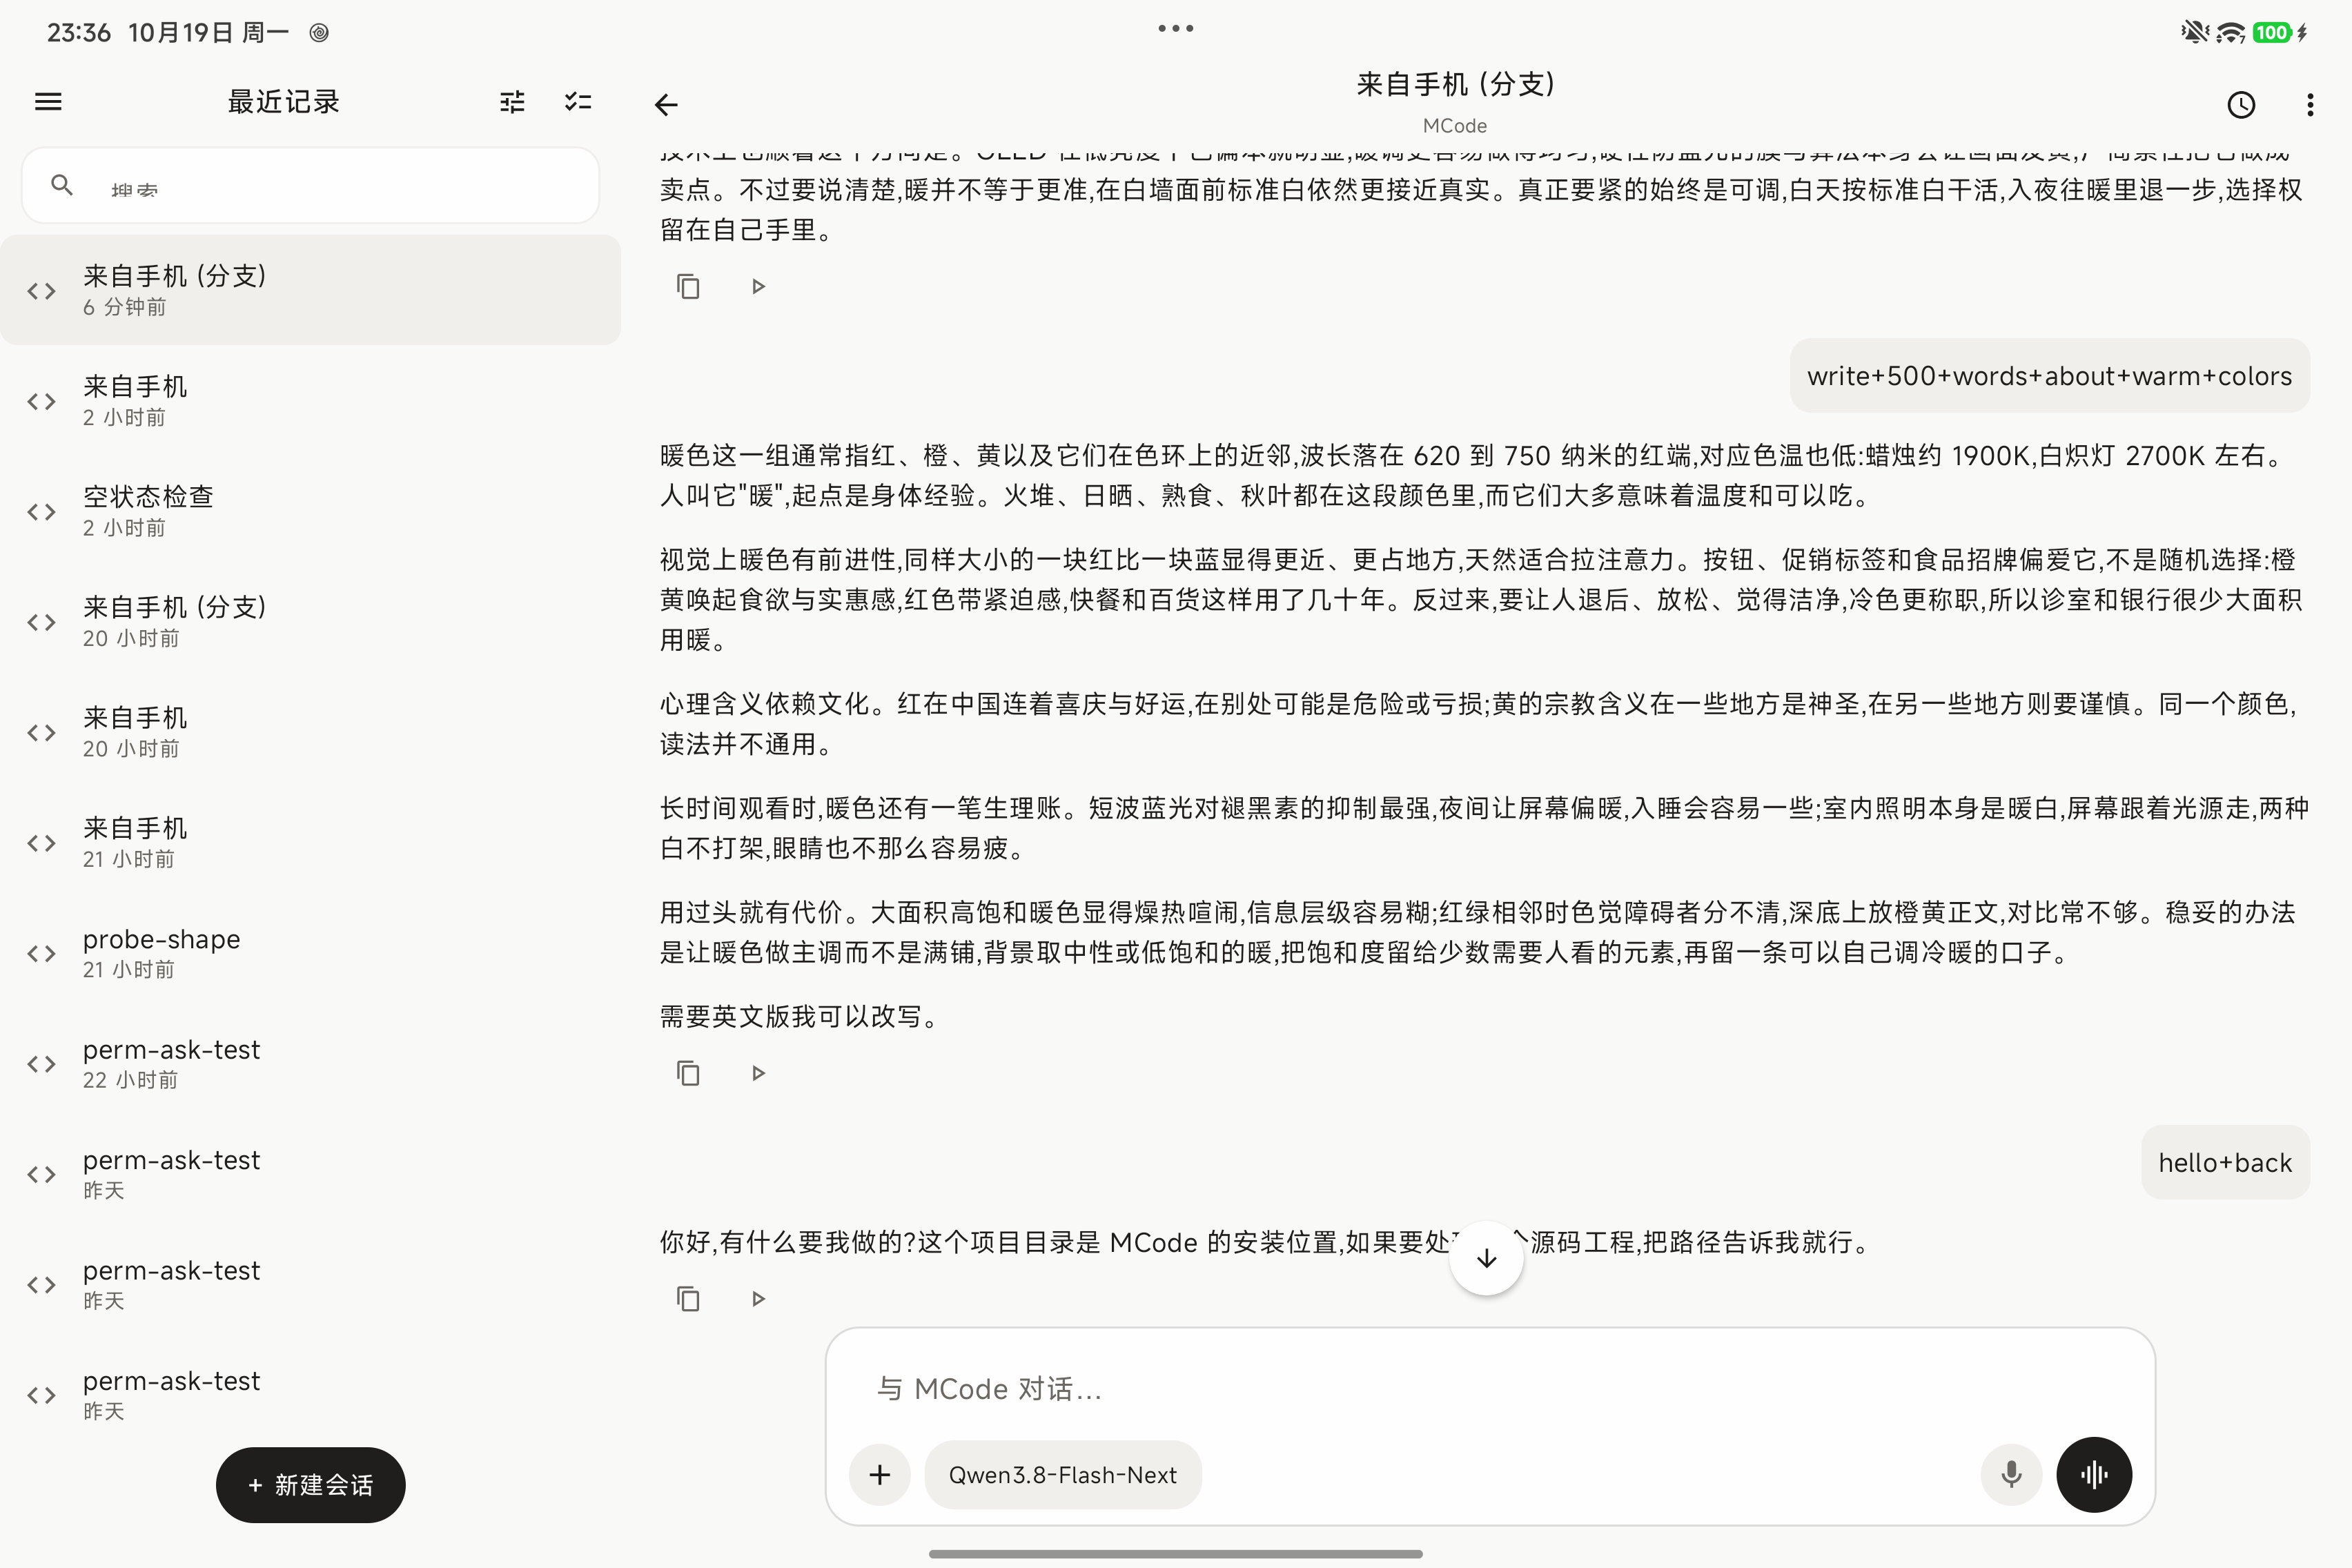 23:36 10月19日 周一
100
最近记录
搜索
来自手机 (分支)
6 分钟前
来自手机
2 小时前
空状态检查
2 小时前
来自手机 (分支)
20 小时前
来自手机
20 小时前
来自手机
21 小时前
probe-shape
21 小时前
perm-ask-test
22 小时前
perm-ask-test
昨天
perm-ask-test
昨天
perm-ask-test
昨天
+ 新建会话
来自手机 (分支)
MCode
卖点。不过要说清楚,暖并不等于更准,在白墙面前标准白依然更接近真实。真正要紧的始终是可调,白天按标准白干活,入夜往暖里退一步,选择权
留在自己手里。
write+500+words+about+warm+colors
暖色这一组通常指红、橙、黄以及它们在色环上的近邻,波长落在 620 到 750 纳米的红端,对应色温也低:蜡烛约 1900K,白炽灯 2700K 左右。
人叫它"暖",起点是身体经验。火堆、日晒、熟食、秋叶都在这段颜色里,而它们大多意味着温度和可以吃。
视觉上暖色有前进性,同样大小的一块红比一块蓝显得更近、更占地方,天然适合拉注意力。按钮、促销标签和食品招牌偏爱它,不是随机选择:橙
黄唤起食欲与实惠感,红色带紧迫感,快餐和百货这样用了几十年。反过来,要让人退后、放松、觉得洁净,冷色更称职,所以诊室和银行很少大面积
用暖。
心理含义依赖文化。红在中国连着喜庆与好运,在别处可能是危险或亏损;黄的宗教含义在一些地方是神圣,在另一些地方则要谨慎。同一个颜色,
读法并不通用。
长时间观看时,暖色还有一笔生理账。短波蓝光对褪黑素的抑制最强,夜间让屏幕偏暖,入睡会容易一些;室内照明本身是暖白,屏幕跟着光源走,两种
白不打架,眼睛也不那么容易疲。
用过头就有代价。大面积高饱和暖色显得燥热喧闹,信息层级容易糊;红绿相邻时色觉障碍者分不清,深底上放橙黄正文,对比常不够。稳妥的办法
是让暖色做主调而不是满铺,背景取中性或低饱和的暖,把饱和度留给少数需要人看的元素,再留一条可以自己调冷暖的口子。
需要英文版我可以改写。
hello+back
你好,有什么要我做的?这个项目目录是 MCode 的安装位置,如果要处 源码工程,把路径告诉我就行。
与 MCode 对话...
Qwen3.8-Flash-Next